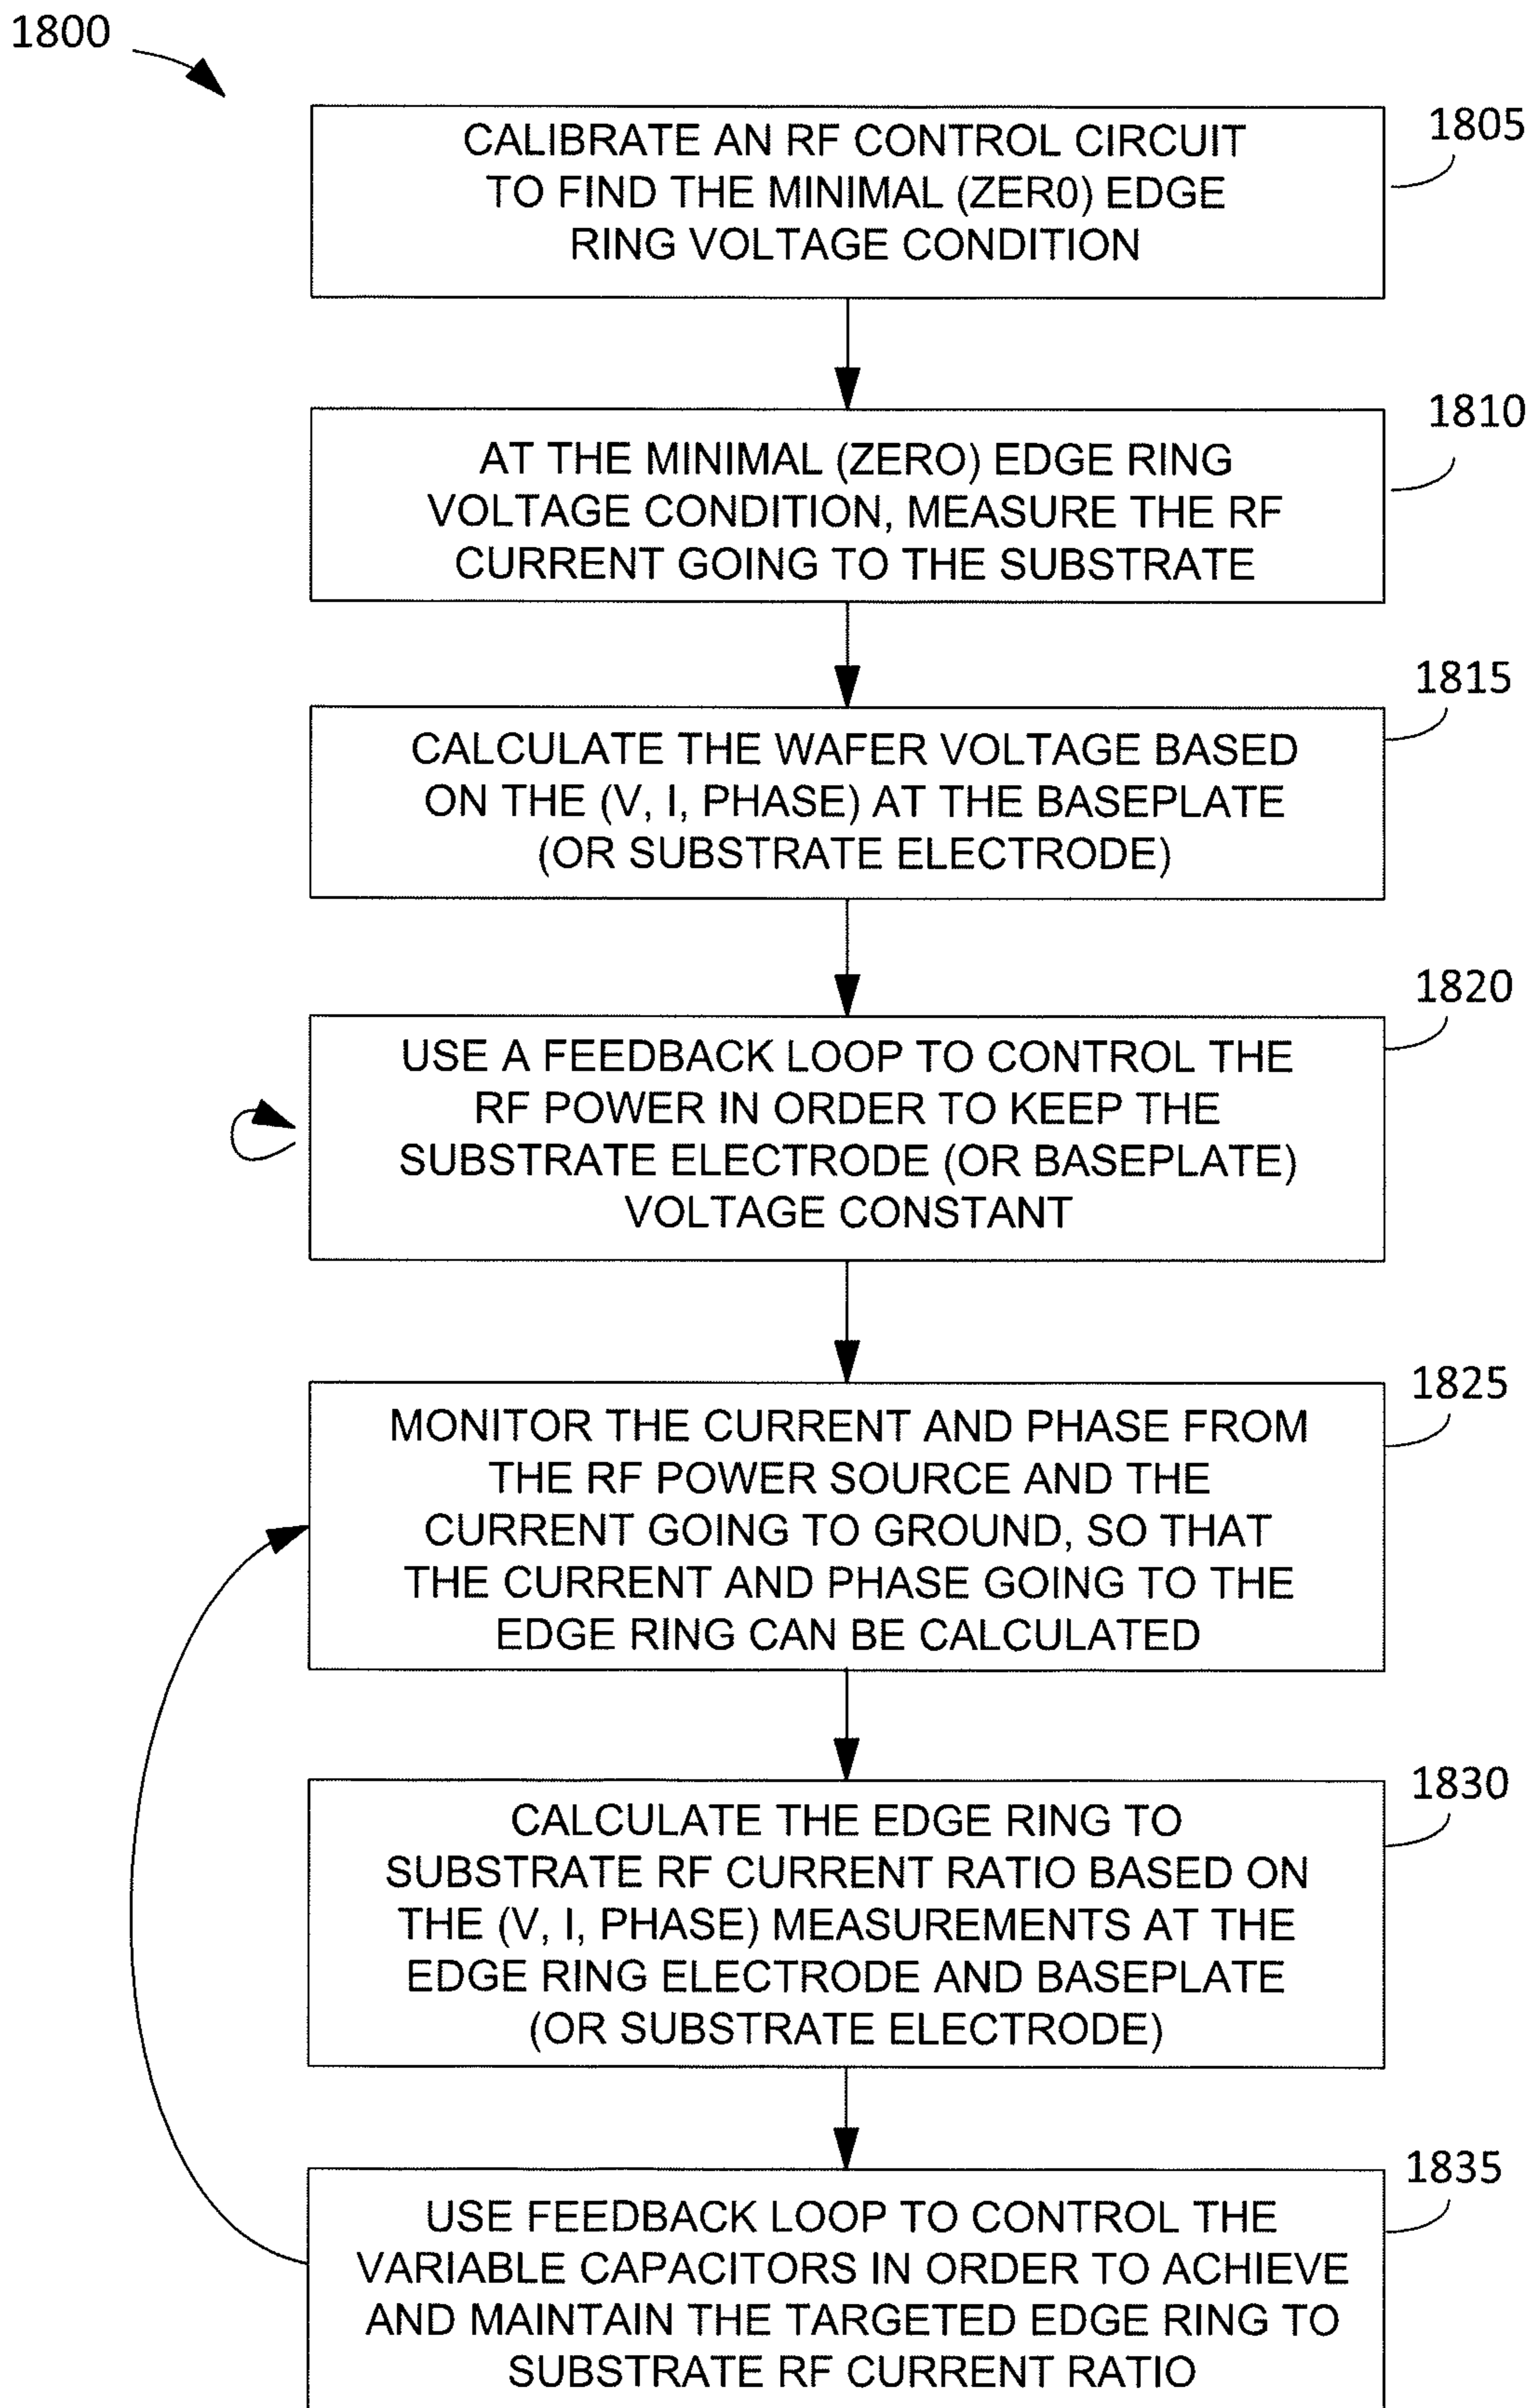 1800
CALIBRATE AN RF CONTROL CIRCUIT
TO FIND THE MINIMAL (ZER0) EDGE
RING VOLTAGE CONDITION
1805
AT THE MINIMAL (ZERO) EDGE RING
VOLTAGE CONDITION, MEASURE THE RF
CURRENT GOING TO THE SUBSTRATE
1810
CALCULATE THE WAFER VOLTAGE BASED
ON THE (V, I, PHASE) AT THE BASEPLATE
(OR SUBSTRATE ELECTRODE)
1815
USE A FEEDBACK LOOP TO CONTROL THE
RF POWER IN ORDER TO KEEP THE
SUBSTRATE ELECTRODE (OR BASEPLATE)
VOLTAGE CONSTANT
1820
MONITOR THE CURRENT AND PHASE FROM
THE RF POWER SOURCE AND THE
CURRENT GOING TO GROUND, SO THAT
THE CURRENT AND PHASE GOING TO THE
EDGE RING CAN BE CALCULATED
1825
CALCULATE THE EDGE RING TO
SUBSTRATE RF CURRENT RATIO BASED ON
THE (V, I, PHASE) MEASUREMENTS AT THE
EDGE RING ELECTRODE AND BASEPLATE
(OR SUBSTRATE ELECTRODE)
1830
USE FEEDBACK LOOP TO CONTROL THE
VARIABLE CAPACITORS IN ORDER TO ACHIEVE
AND MAINTAIN THE TARGETED EDGE RING TO
SUBSTRATE RF CURRENT RATIO
1835